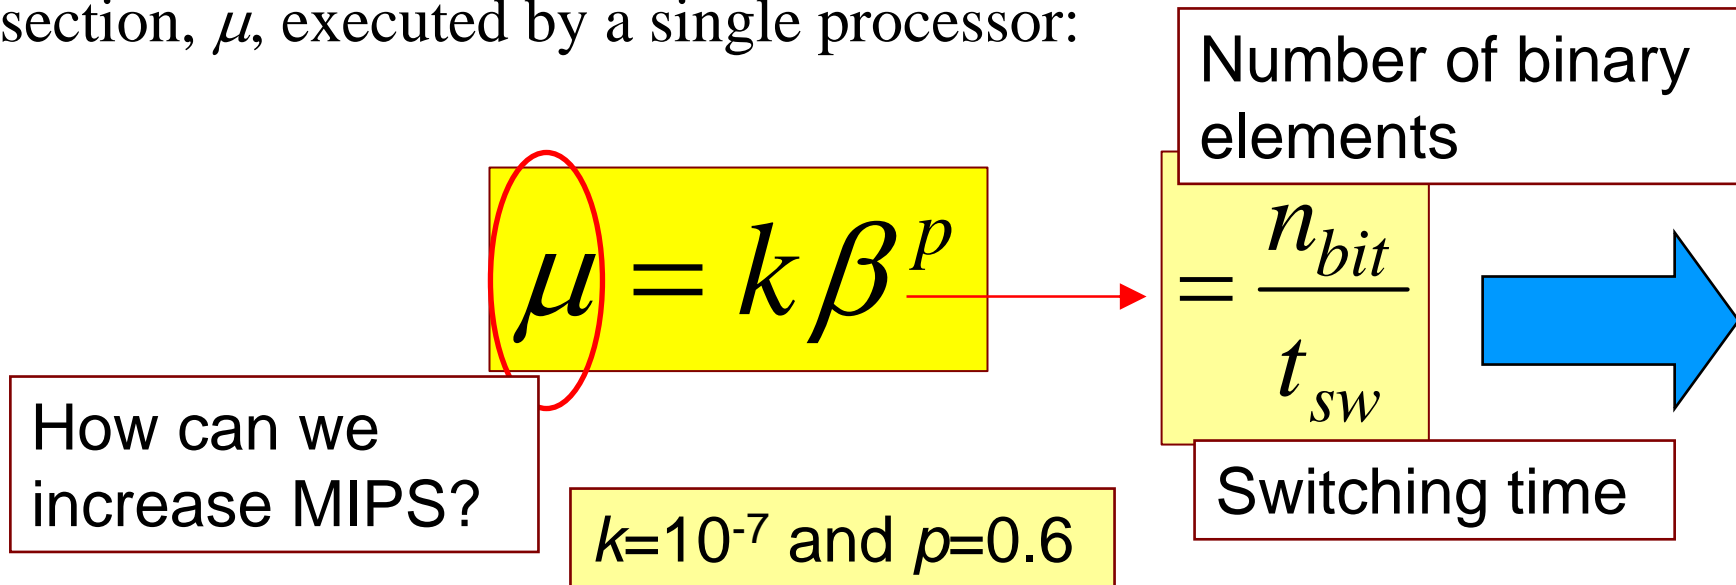 section, μ, executed by a single processor:
Number of binary
elements
μ = k β^p
= n_bit / t_sw
How can we
increase MIPS?
Switching time
k=10^-7 and p=0.6